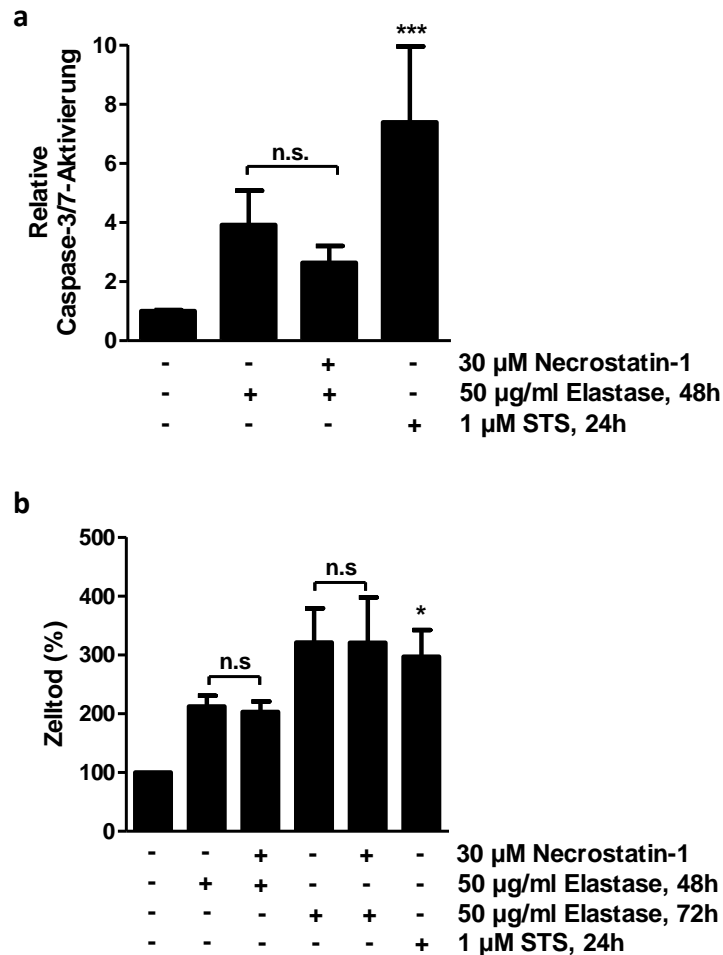 a
Relative
Caspase-3/7-Aktivierung
10
8
6
4
2
0
***
n.s.
- - + - 30 µM Necrostatin-1
- + + - 50 µg/ml Elastase, 48h
- - - + 1 µM STS, 24h
b
Zelltod (%)
500
400
300
200
100
0
n.s
n.s
*
- - + - + - 30 µM Necrostatin-1
- + + - - - 50 µg/ml Elastase, 48h
- - - + + - 50 µg/ml Elastase, 72h
- - - - - + 1 µM STS, 24h